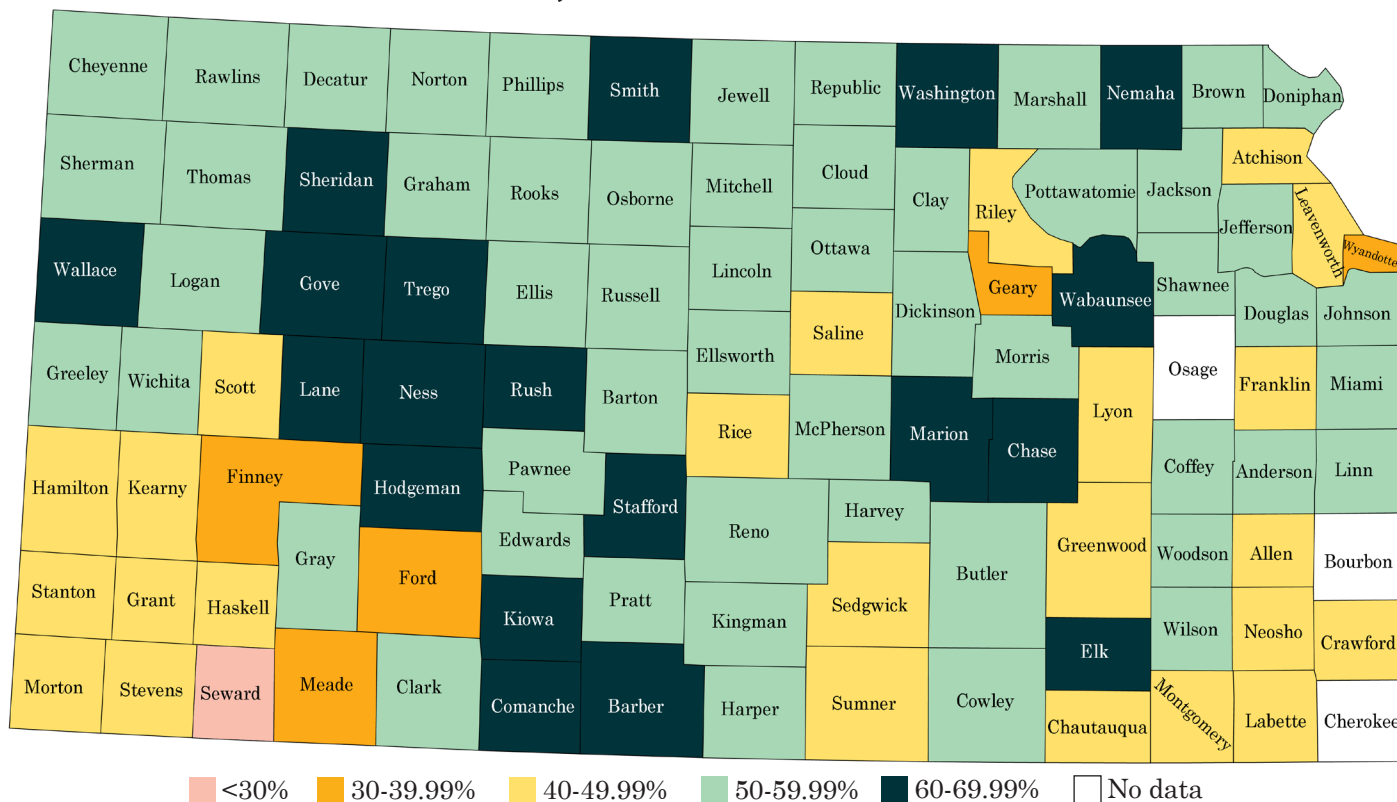 Cheyenne
Rawlins
Decatur
Norton
Phillips
Smith
Jewell
Republic
Washington
Marshall
Nemaha
Brown
Doniphan
Sherman
Thomas
Sheridan
Graham
Rooks
Osborne
Mitchell
Cloud
Clay
Riley
Pottawatomie
Jackson
Atchison
Jefferson
Leavenworth
Wyandotte
Wallace
Logan
Gove
Trego
Ellis
Russell
Lincoln
Ottawa
Saline
Dickinson
Geary
Wabaunsee
Shawnee
Douglas
Johnson
Greeley
Wichita
Scott
Lane
Ness
Rush
Barton
Ellsworth
Rice
McPherson
Marion
Morris
Chase
Lyon
Osage
Franklin
Miami
Hamilton
Kearny
Finney
Hodgeman
Pawnee
Stafford
Edwards
Reno
Harvey
Coffey
Anderson
Linn
Stanton
Grant
Haskell
Gray
Ford
Kiowa
Pratt
Kingman
Sedgwick
Butler
Greenwood
Woodson
Allen
Bourbon
Morton
Stevens
Seward
Meade
Clark
Comanche
Barber
Harper
Sumner
Cowley
Elk
Chautauqua
Wilson
Montgomery
Neosho
Labette
Crawford
Cherokee
<30%
30-39.99%
40-49.99%
50-59.99%
60-69.99%
No data